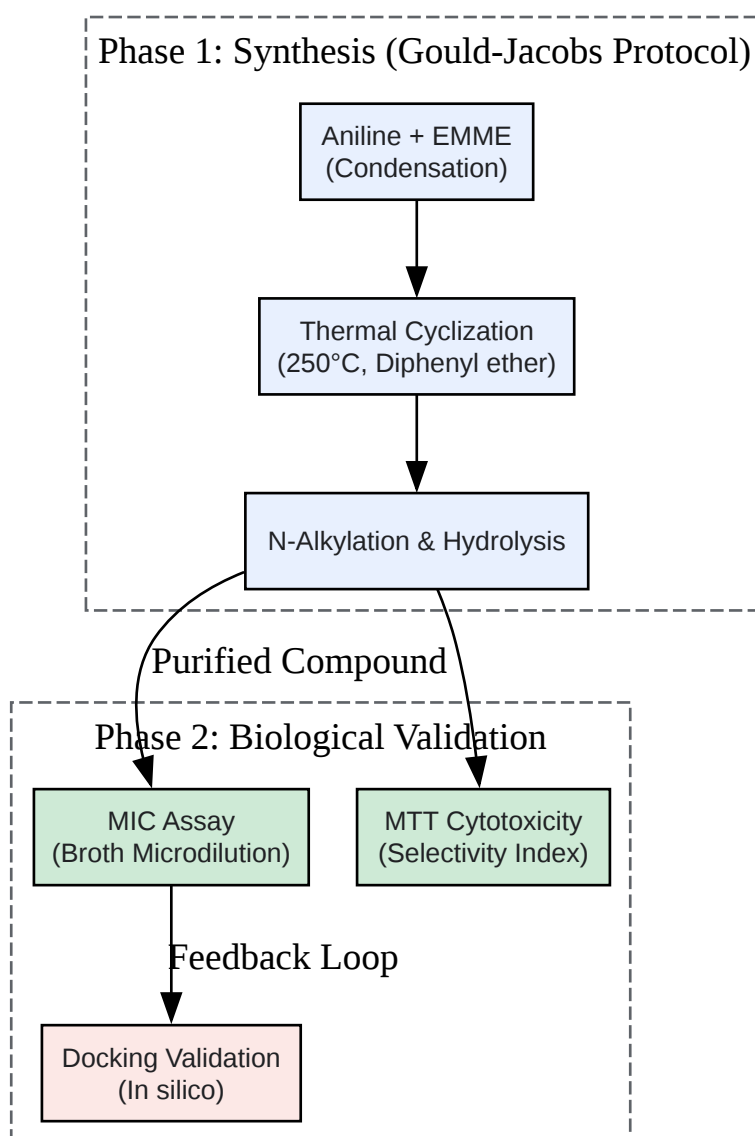 Phase 1: Synthesis (Gould-Jacobs Protocol)
Aniline + EMME
(Condensation)
Thermal Cyclization
(250°C, Diphenyl ether)
N-Alkylation & Hydrolysis
Purified Compound
Phase 2: Biological Validation
MIC Assay
(Broth Microdilution)
MTT Cytotoxicity
(Selectivity Index)
Feedback Loop
Docking Validation
(In silico)